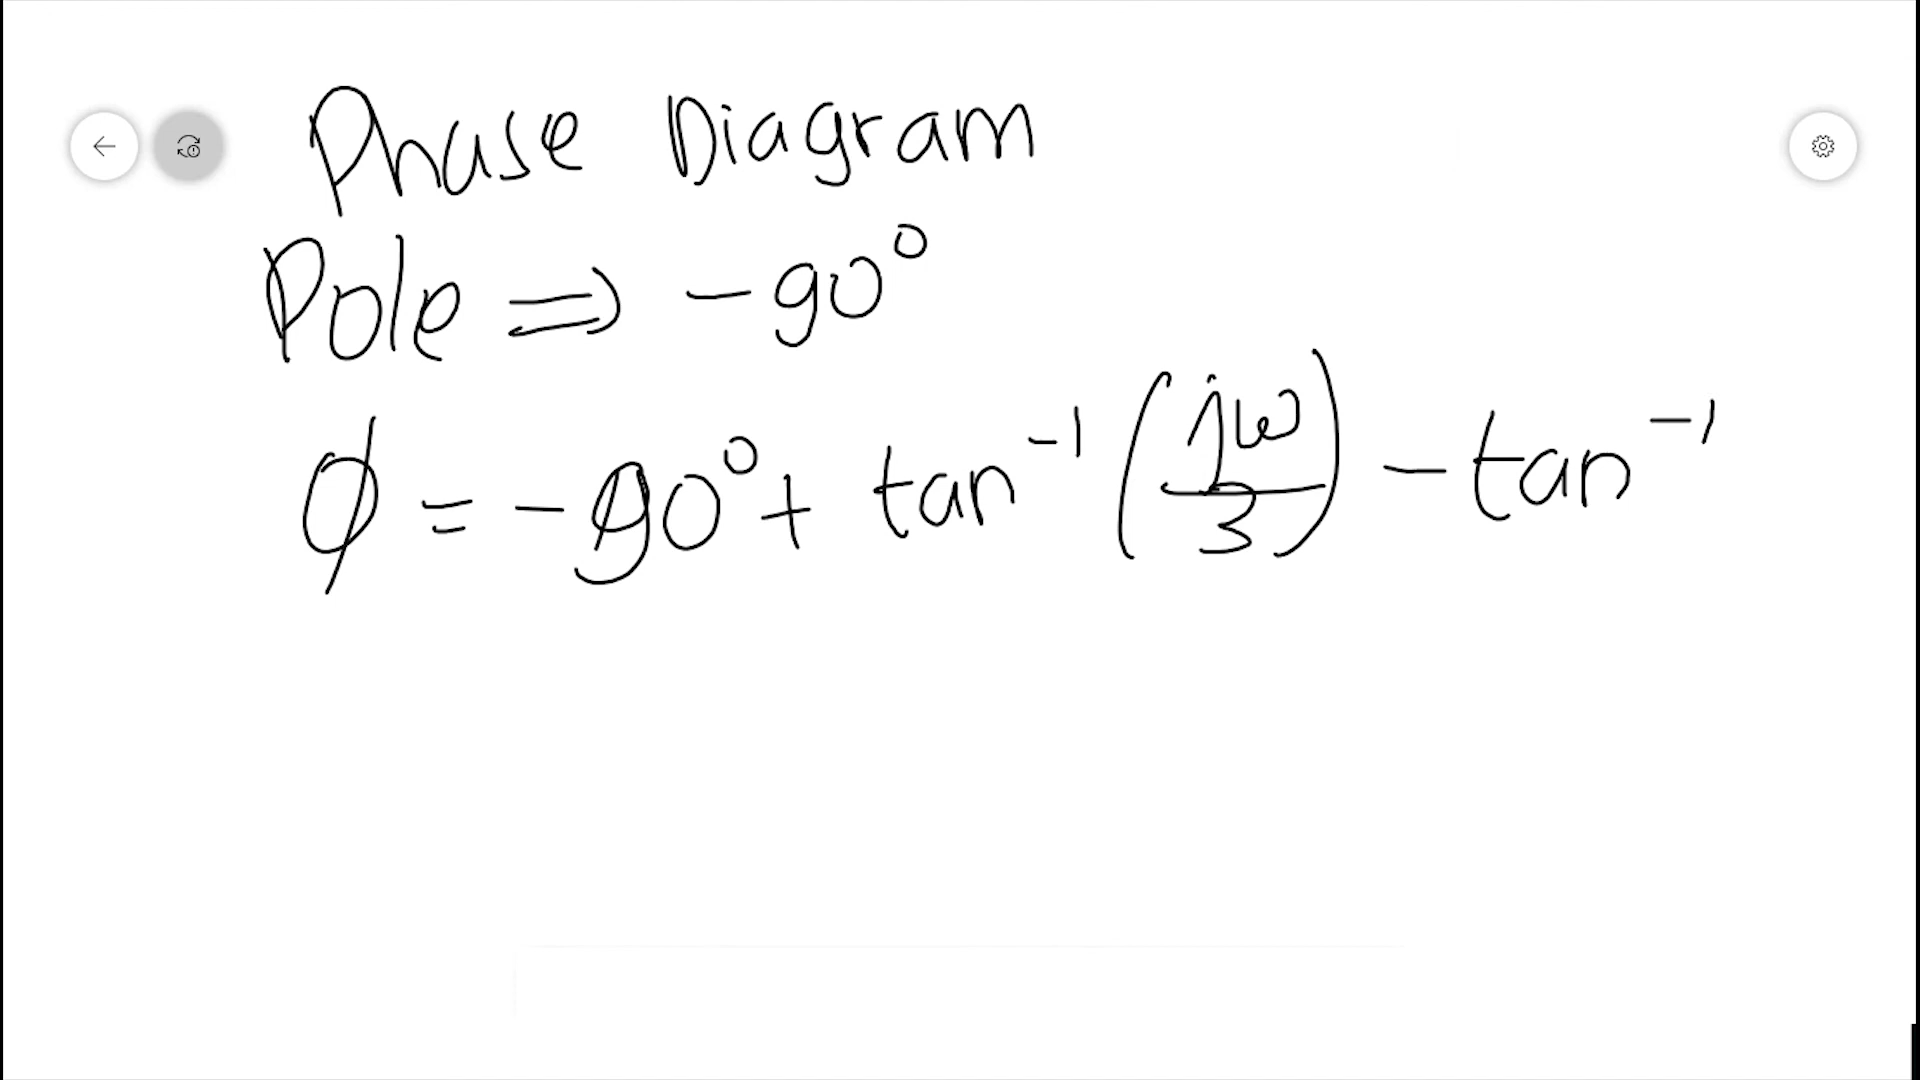 Phase Diagram
Pole ⇒ -90°
ϕ = -90° + tan⁻¹ (jω/3) - tan⁻¹